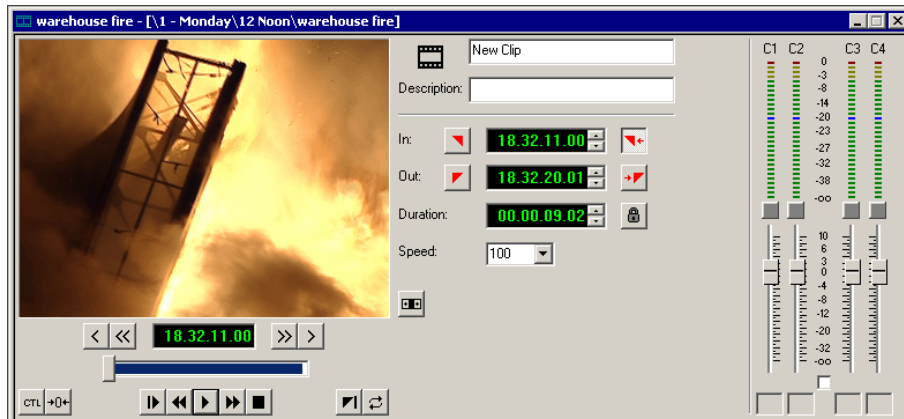 warehouse fire - [\1 - Monday\12 Noon\warehouse fire]
New Clip
Description:
In: 18.32.11.00
Out: 18.32.20.01
Duration: 00.00.09.02
Speed: 100
< << 18.32.11.00 >> >
CTL →0←
C1 C2 C3 C4
0
-3
-8
-14
-20
-23
-27
-32
-38
-oo
10
6
3
0
-4
-8
-12
-20
-32
-oo